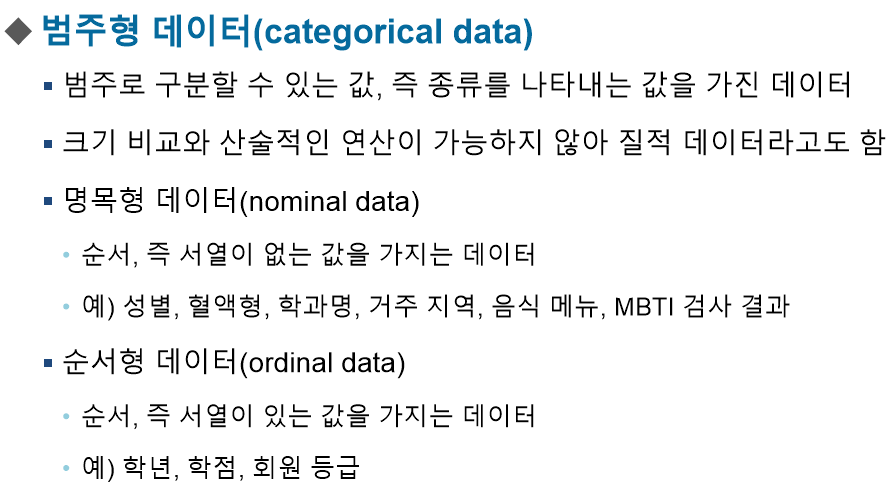 ◆ 범주형 데이터(categorical data)
▪ 범주로 구분할 수 있는 값, 즉 종류를 나타내는 값을 가진 데이터
▪ 크기 비교와 산술적인 연산이 가능하지 않아 질적 데이터라고도 함
▪ 명목형 데이터(nominal data)
• 순서, 즉 서열이 없는 값을 가지는 데이터
• 예) 성별, 혈액형, 학과명, 거주 지역, 음식 메뉴, MBTI 검사 결과
▪ 순서형 데이터(ordinal data)
• 순서, 즉 서열이 있는 값을 가지는 데이터
• 예) 학년, 학점, 회원 등급